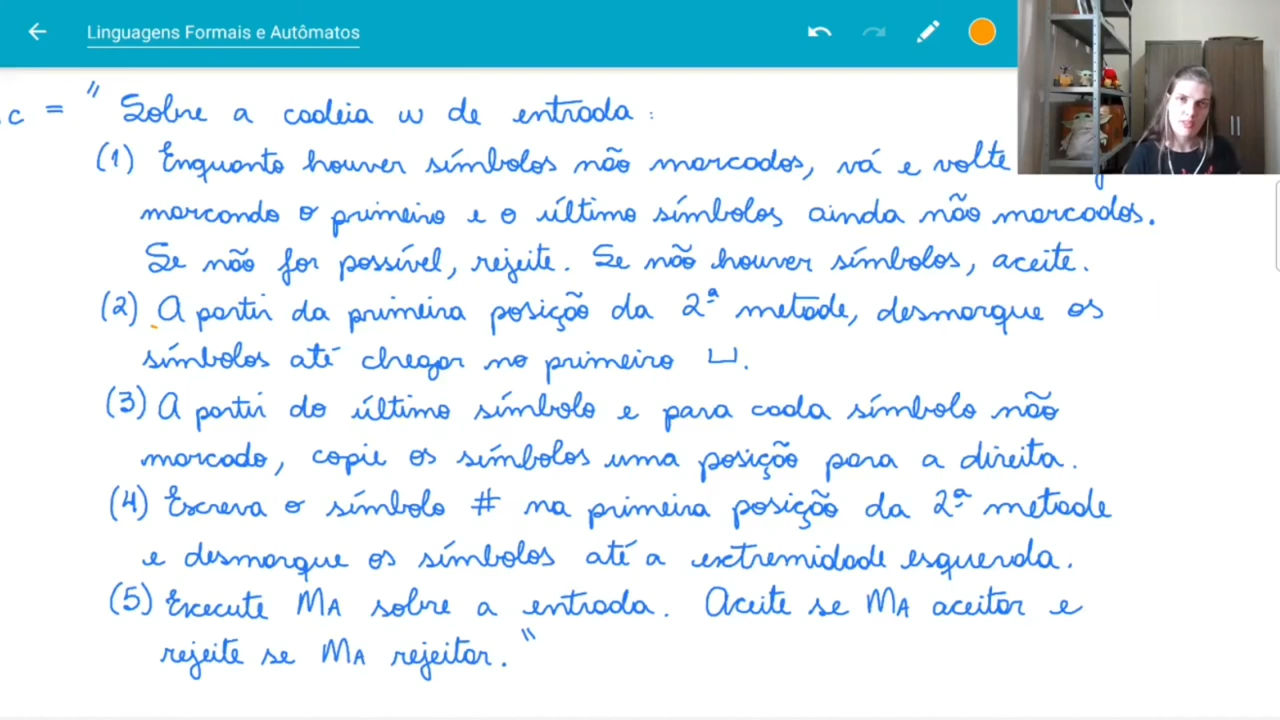 Linguagens Formais e Autômatos
c = " Sobre a cadeia w de entrada:
(1) Enquanto houver símbolos não marcados, vá e volte
marcando o primeiro e o último símbolos ainda não marcados.
Se não for possível, rejeite. Se não houver símbolos, aceite.
(2) A partir da primeira posição da 2ª metade, desmarque os
símbolos até chegar no primeiro ⊔.
(3) A partir do último símbolo e para cada símbolo não
marcado, copie os símbolos uma posição para a direita.
(4) Escreva o símbolo # na primeira posição da 2ª metade
e desmarque os símbolos até a extremidade esquerda.
(5) Execute MA sobre a entrada. Aceite se MA aceitar e
rejeite se MA rejeitar."